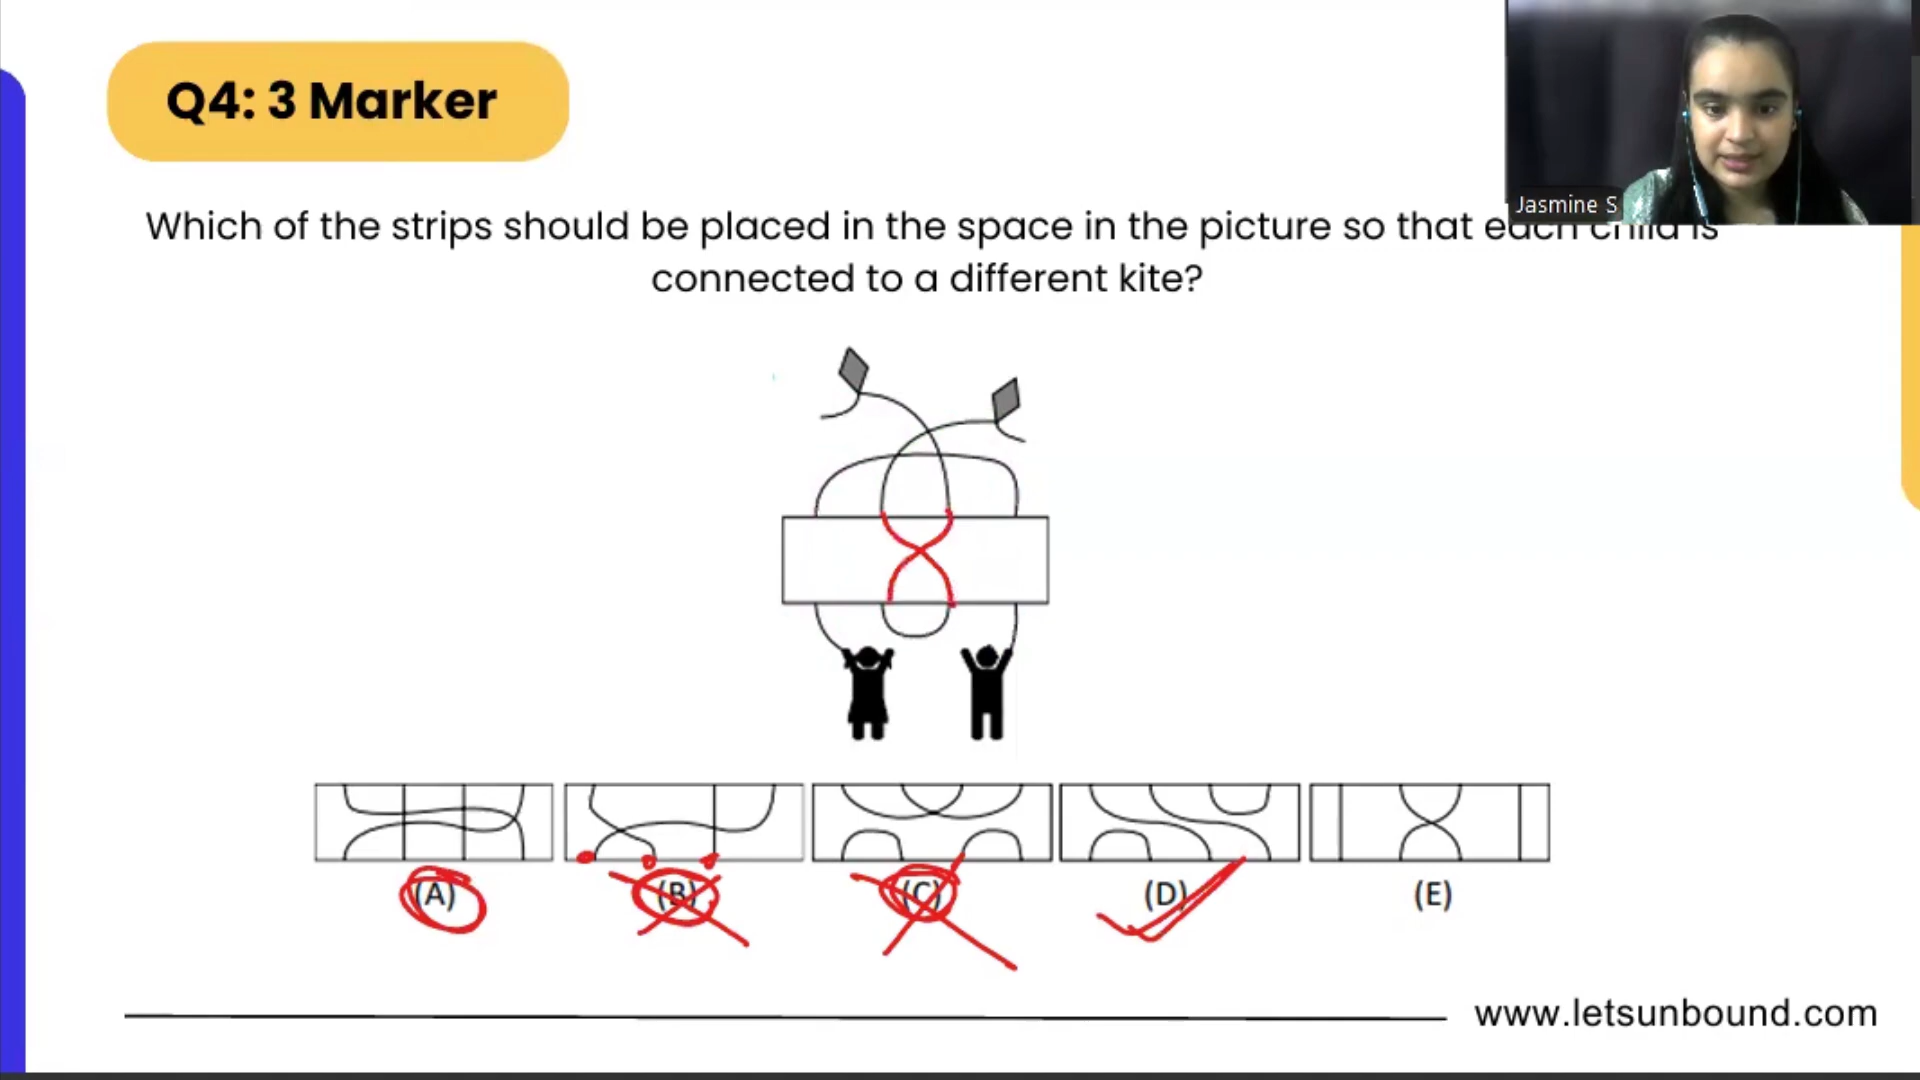 Q4: 3 Marker
Jasmine S
Which of the strips should be placed in the space in the picture so that each child is
connected to a different kite?
(A) (B) (C) (D) (E)
www.letsunbound.com